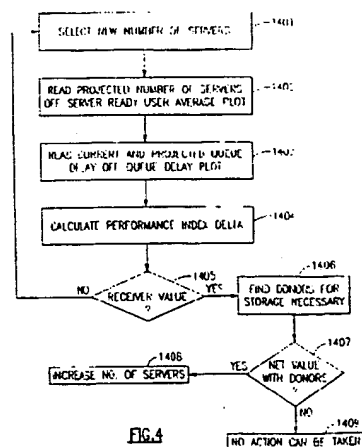 1401
SELECT NEW NUMBER OF SERVERS
1402
READ PROJECTED NUMBER OF SERVERS
OFF SERVER READY USER AVERAGE PLOT
1403
READ CURRENT AND PROJECTED QUEUE
DELAY OFF QUEUE DELAY PLOT
1404
CALCULATE PERFORMANCE INDEX DELTA
1405
RECEIVER VALUE
?
NO
YES
1406
FIND DONORS FOR
STORAGE NECESSARY
1407
NET VALUE
WITH DONORS
?
YES
NO
1408
INCREASE NO. OF SERVERS
1409
NO ACTION CAN BE TAKEN
FIG.4